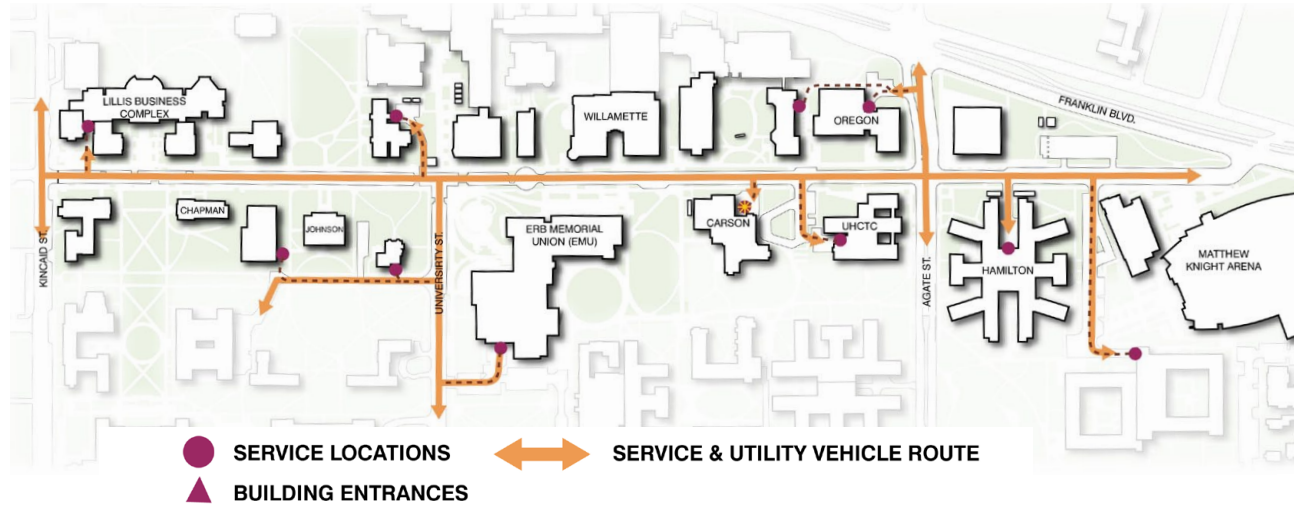 LILLIS BUSINESS
COMPLEX
WILLAMETTE
OREGON
FRANKLIN BLVD.
KINCAID ST.
CHAPMAN
JOHNSON
UNIVERSIRTY ST.
ERB MEMORIAL
UNION (EMU)
CARSON
UHCTC
AGATE ST.
HAMILTON
MATTHEW
KNIGHT ARENA
SERVICE LOCATIONS
SERVICE & UTILITY VEHICLE ROUTE
BUILDING ENTRANCES